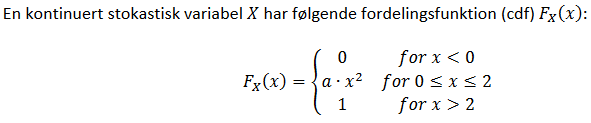 En kontinuert stokastisk variabel X har følgende fordelingsfunktion (cdf) F_X(x):
0 for x < 0
F_X(x) = { a · x² for 0 ≤ x ≤ 2
1 for x > 2